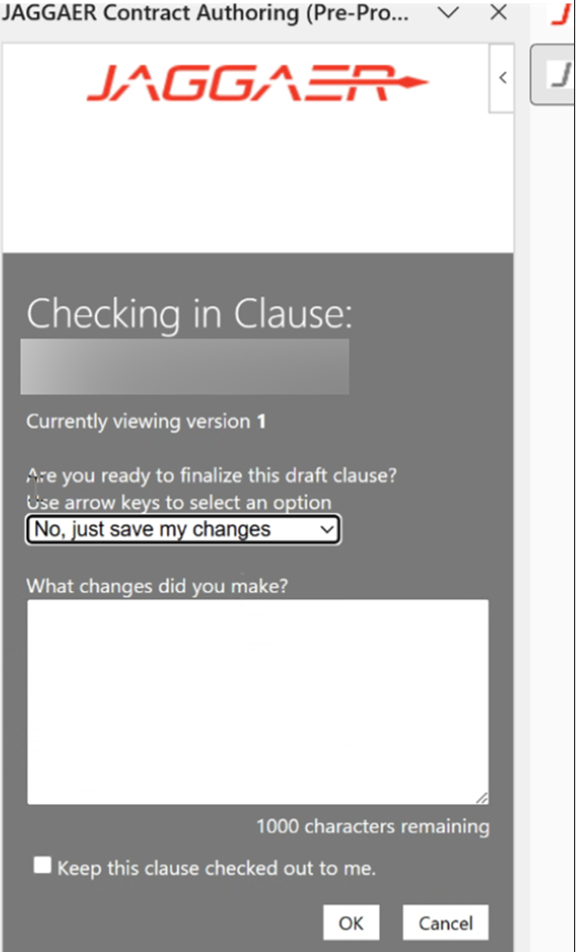 JAGGAER Contract Authoring (Pre-Pro...
JAGGAER
Checking in Clause:
Currently viewing version 1
Are you ready to finalize this draft clause?
Use arrow keys to select an option
No, just save my changes
What changes did you make?
1000 characters remaining
Keep this clause checked out to me.
OK
Cancel